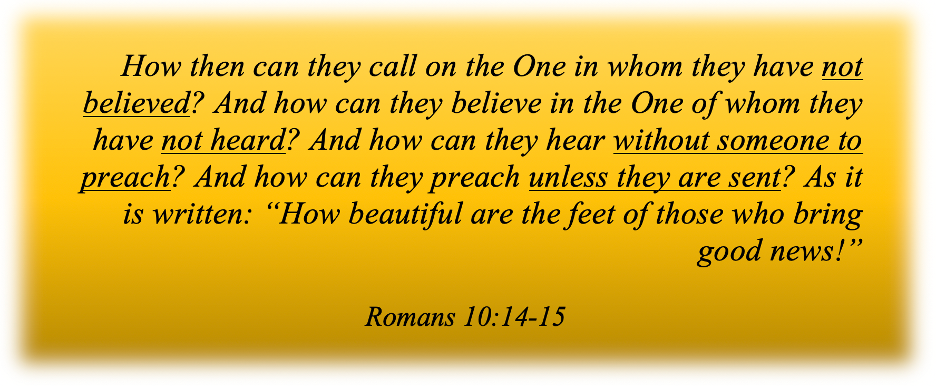 How then can they call on the One in whom they have not
believed? And how can they believe in the One of whom they
have not heard? And how can they hear without someone to
preach? And how can they preach unless they are sent? As it
is written: “How beautiful are the feet of those who bring
good news!”
Romans 10:14-15